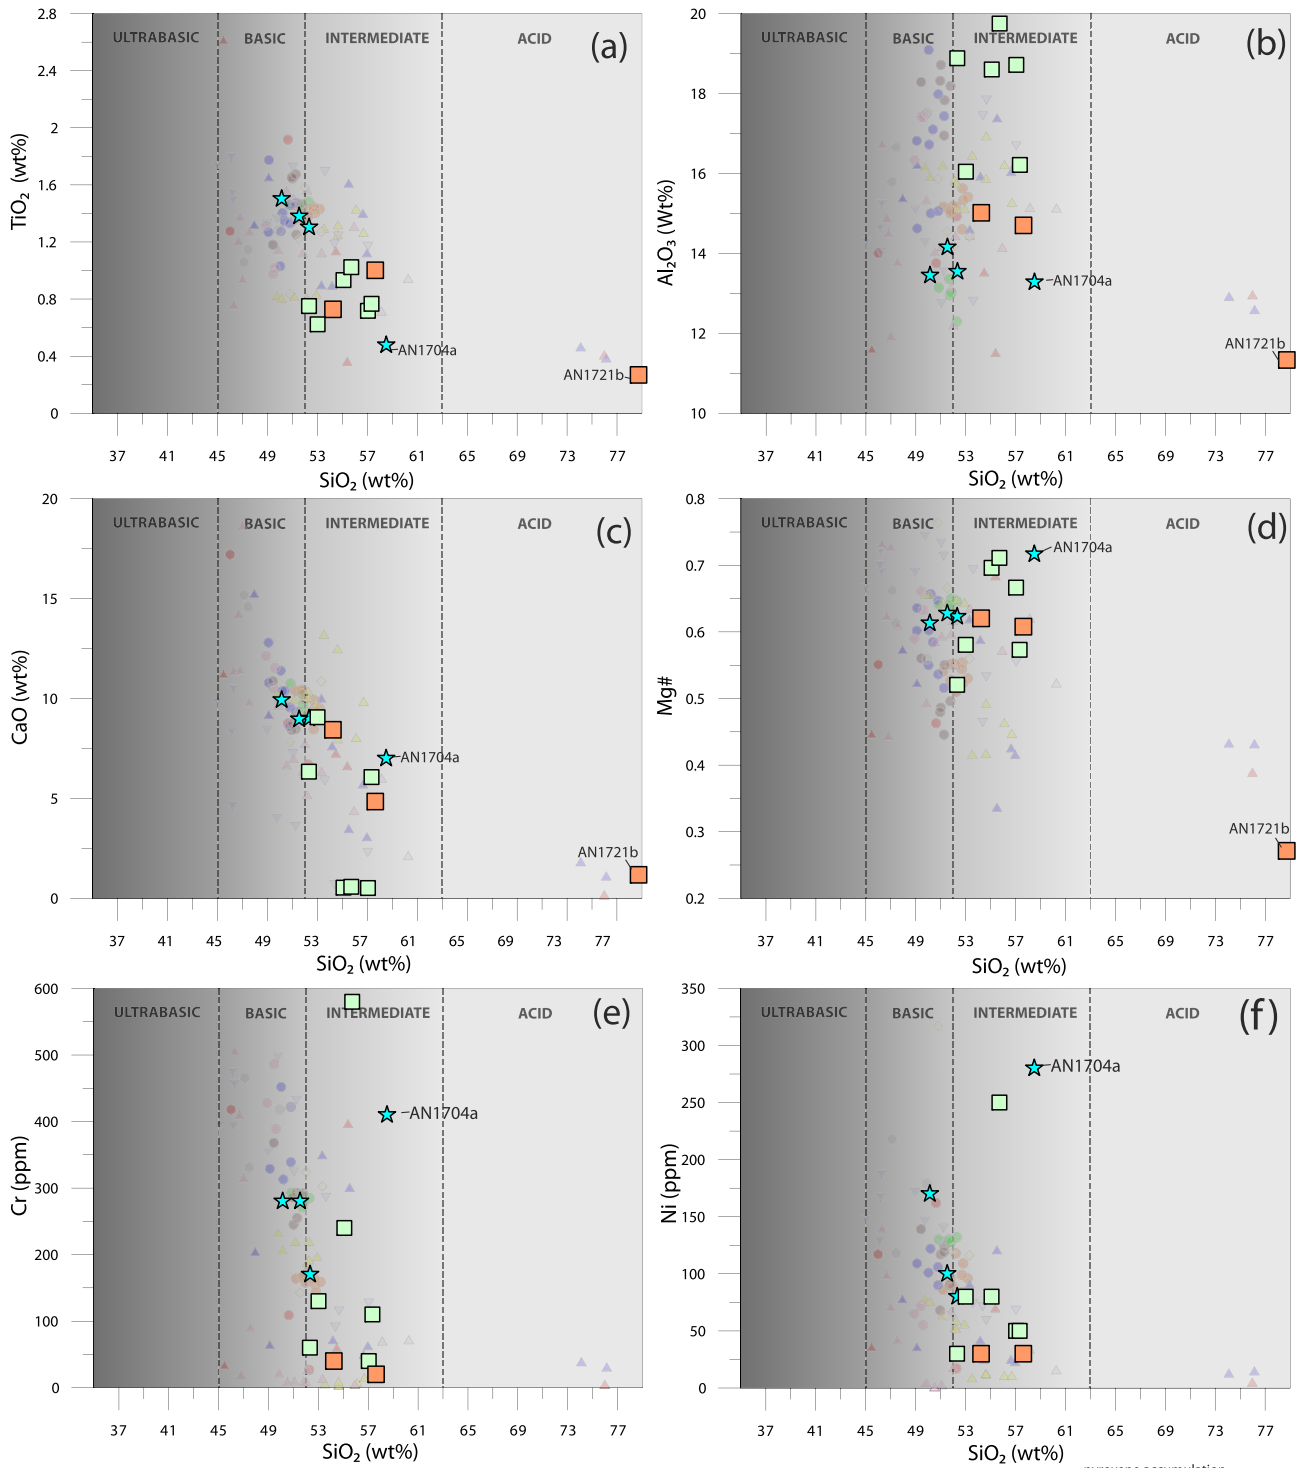 2.8
2.4
2
1.6
1.2
0.8
0.4
0
TiO₂ (wt%)
ULTRABASIC BASIC INTERMEDIATE ACID
(a)
AN1704a
AN1721b
37 41 45 49 53 57 61 65 69 73 77
SiO₂ (wt%)
20
18
16
14
12
10
Al₂O₃ (Wt%)
ULTRABASIC BASIC INTERMEDIATE ACID
(b)
AN1704a
AN1721b
37 41 45 49 53 57 61 65 69 73 77
SiO₂ (wt%)
20
15
10
5
0
CaO (wt%)
ULTRABASIC BASIC INTERMEDIATE ACID
(c)
AN1704a
AN1721b
37 41 45 49 53 57 61 65 69 73 77
SiO₂ (wt%)
0.8
0.7
0.6
0.5
0.4
0.3
0.2
Mg#
ULTRABASIC BASIC INTERMEDIATE ACID
(d)
AN1704a
AN1721b
37 41 45 49 53 57 61 65 69 73 77
SiO₂ (wt%)
600
500
400
300
200
100
0
Cr (ppm)
ULTRABASIC BASIC INTERMEDIATE ACID
(e)
AN1704a
37 41 45 49 53 57 61 65 69 73 77
SiO₂ (wt%)
350
300
250
200
150
100
50
0
Ni (ppm)
ULTRABASIC BASIC INTERMEDIATE ACID
(f)
AN1704a
37 41 45 49 53 57 61 65 69 73 77
SiO₂ (wt%)